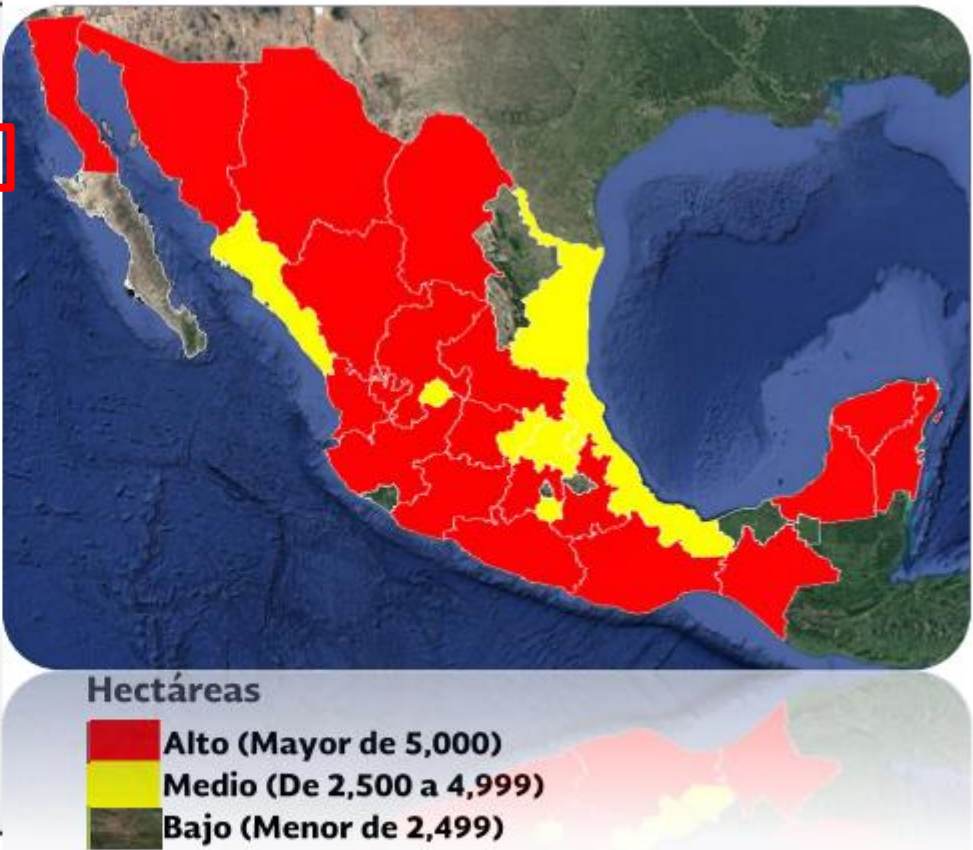 Hectáreas
Alto (Mayor de 5,000)
Medio (De 2,500 a 4,999)
Bajo (Menor de 2,499)